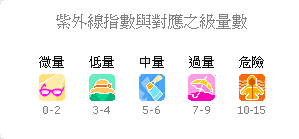 紫外線指數與對應之級量數
微量 低量 中量 過量 危險
0-2 3-4 5-6 7-9 10-15